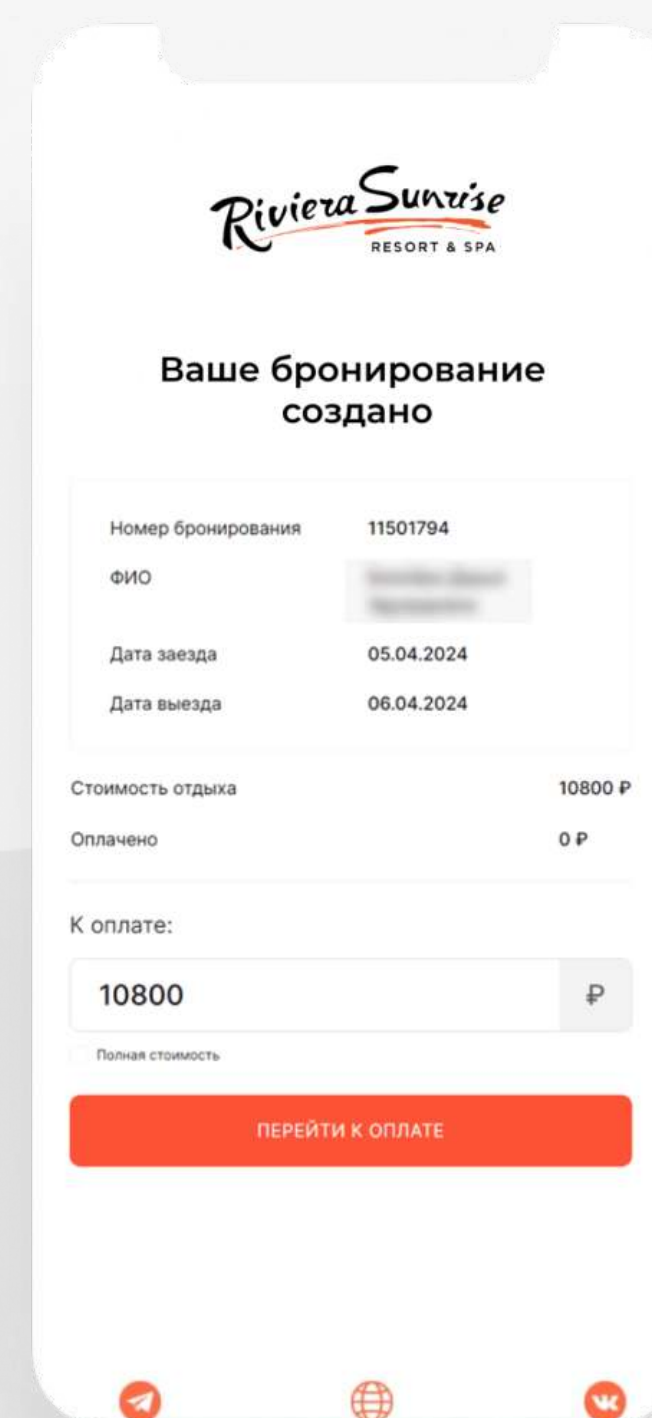 Riviera Sunrise
RESORT & SPA
Ваше бронирование
создано
Номер бронирования 11501794
ФИО
Дата заезда 05.04.2024
Дата выезда 06.04.2024
Стоимость отдыха 10800 ₽
Оплачено 0 ₽
К оплате:
10800 ₽
Полная стоимость
ПЕРЕЙТИ К ОПЛАТЕ